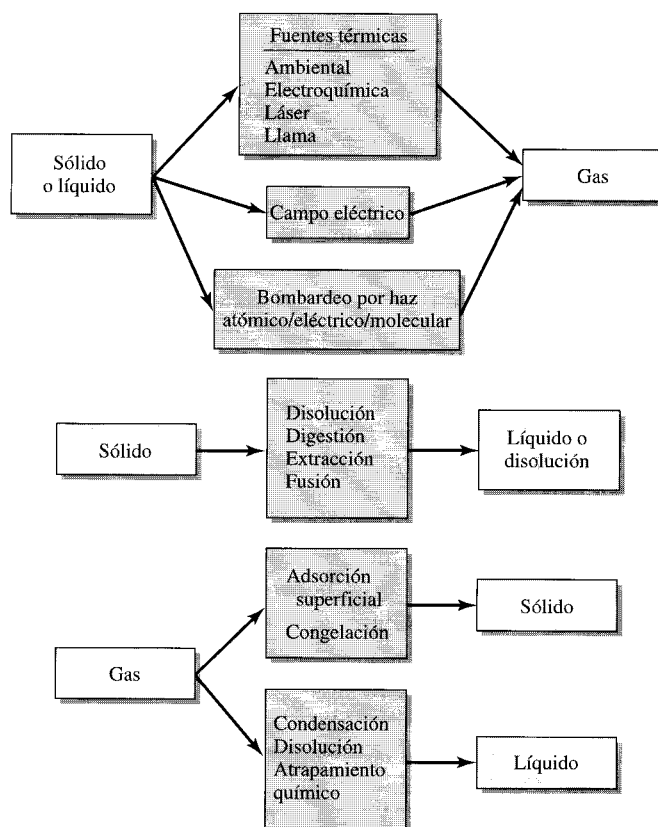 Fuentes térmicas
Ambiental
Electroquímica
Láser
Llama
Sólido
o líquido
Gas
Campo eléctrico
Bombardeo por haz
atómico/eléctrico/molecular
Sólido
Disolución
Digestión
Extracción
Fusión
Líquido o
disolución
Gas
Adsorción
superficial
Congelación
Sólido
Condensación
Disolución
Atrapamiento
químico
Líquido